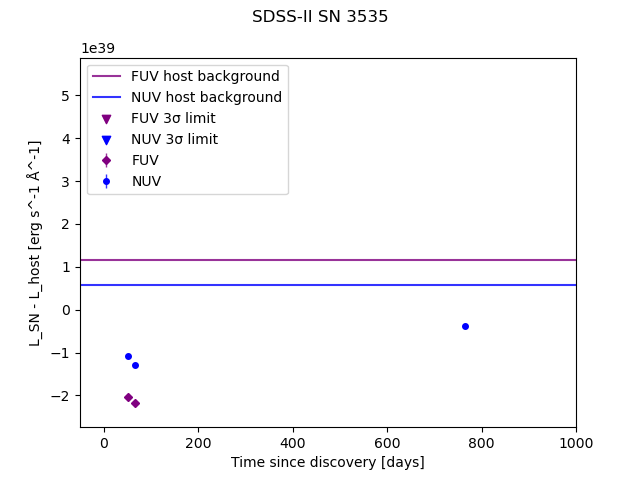 SDSS-II SN 3535
1e39
FUV host background
NUV host background
FUV 3σ limit
NUV 3σ limit
FUV
NUV
5
4
3
2
1
0
−1
−2
L_SN - L_host [erg s^-1 Å^-1]
0 200 400 600 800 1000
Time since discovery [days]